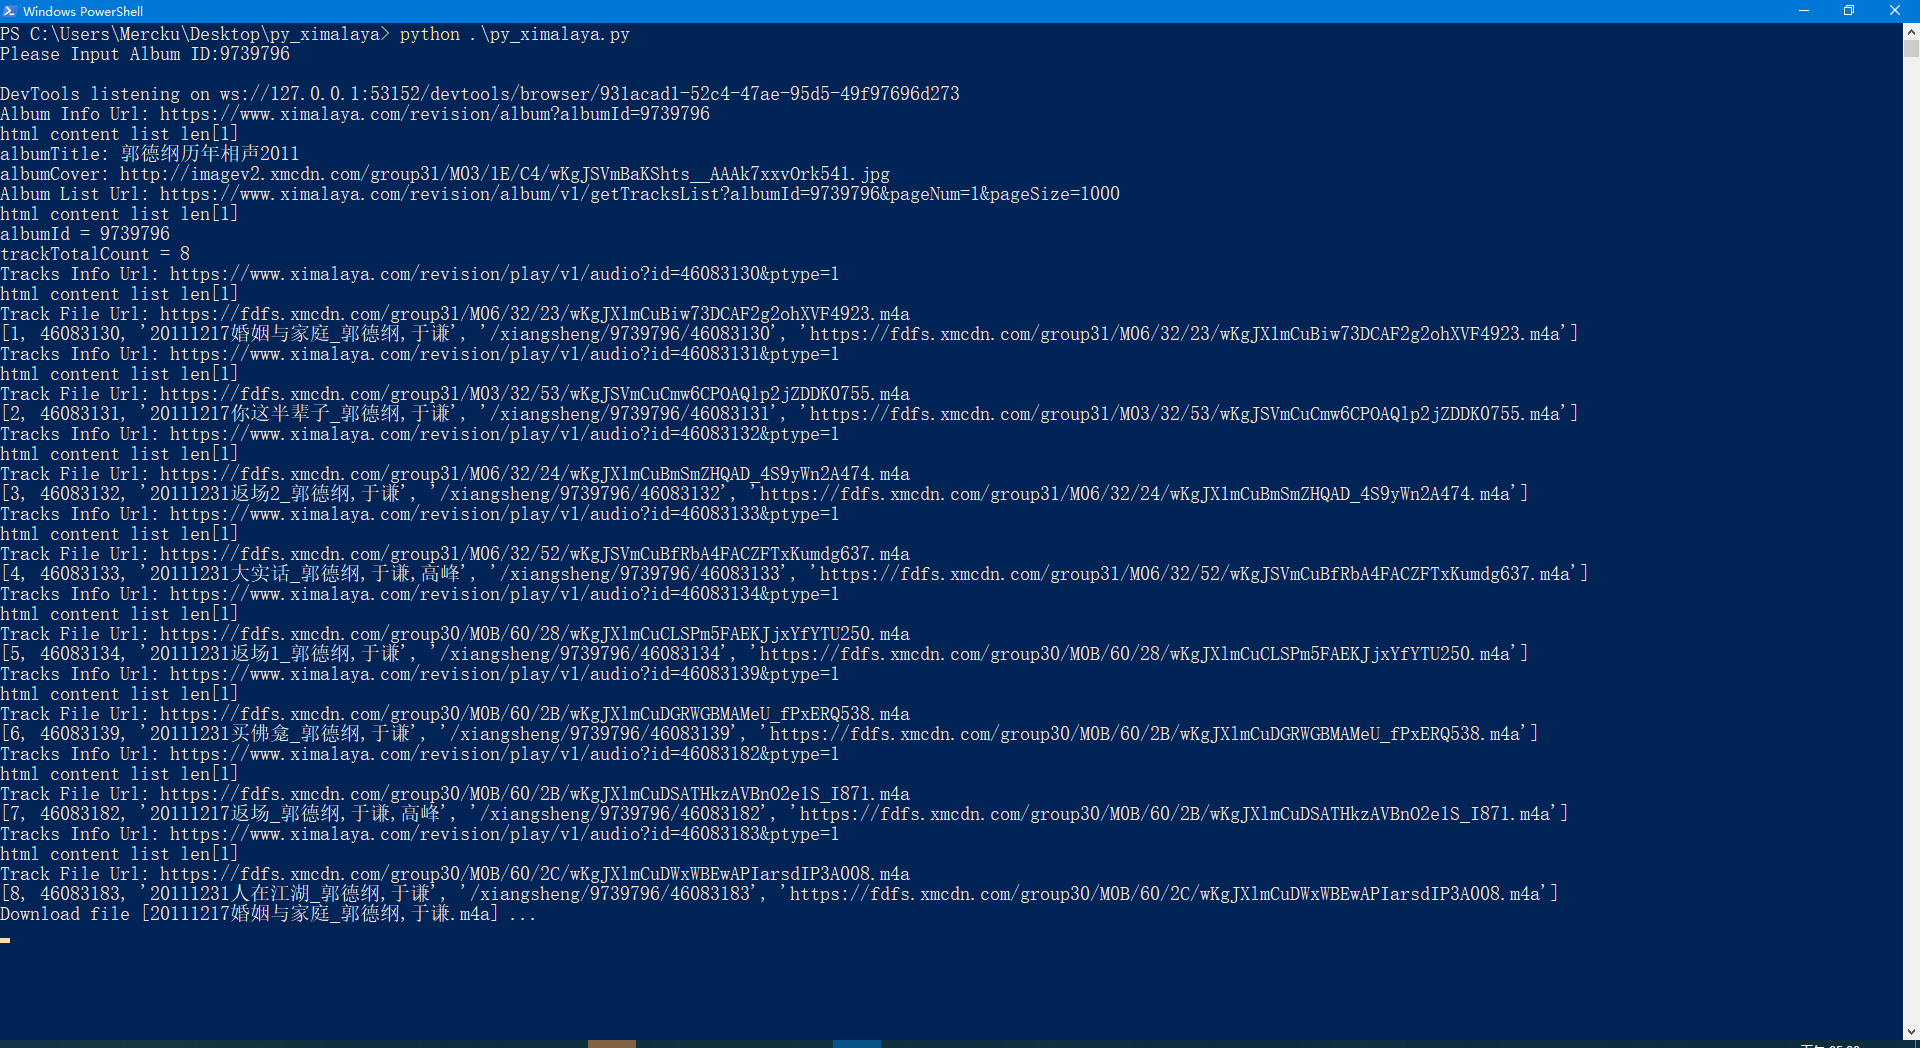 Windows PowerShell
PS C:\Users\Mercku\Desktop\py_ximalaya> python .\py_ximalaya.py
Please Input Album ID:9739796
DevTools listening on ws://127.0.0.1:53152/devtools/browser/931acad1-52c4-47ae-95d5-49f97696d273
Album Info Url: https://www.ximalaya.com/revision/album?albumId=9739796
html content list len[1]
albumTitle: 郭德纲历年相声2011
albumCover: http://imagev2.xmcdn.com/group31/M03/1E/C4/wKgJSVmBaKShts__AAAk7xxvOrk541.jpg
Album List Url: https://www.ximalaya.com/revision/album/v1/getTracksList?albumId=9739796&pageNum=1&pageSize=1000
html content list len[1]
albumId = 9739796
trackTotalCount = 8
Tracks Info Url: https://www.ximalaya.com/revision/play/v1/audio?id=46083130&ptype=1
html content list len[1]
Track File Url: https://fdfs.xmcdn.com/group31/M06/32/23/wKgJX1mCuBiw73DCAF2g2ohXVF4923.m4a
[1, 46083130, '20111217婚姻与家庭_郭德纲,于谦', '/xiangsheng/9739796/46083130', 'https://fdfs.xmcdn.com/group31/M06/32/23/wKgJX1mCuBiw73DCAF2g2ohXVF4923.m4a']
Tracks Info Url: https://www.ximalaya.com/revision/play/v1/audio?id=46083131&ptype=1
html content list len[1]
Track File Url: https://fdfs.xmcdn.com/group31/M03/32/53/wKgJSVmCuCmw6CPOAQlp2jZDDK0755.m4a
[2, 46083131, '20111217你这半辈子_郭德纲,于谦', '/xiangsheng/9739796/46083131', 'https://fdfs.xmcdn.com/group31/M03/32/53/wKgJSVmCuCmw6CPOAQlp2jZDDK0755.m4a']
Tracks Info Url: https://www.ximalaya.com/revision/play/v1/audio?id=46083132&ptype=1
html content list len[1]
Track File Url: https://fdfs.xmcdn.com/group31/M06/32/24/wKgJX1mCuBmSmZHQAD_4S9yWn2A474.m4a
[3, 46083132, '20111231返场2_郭德纲,于谦', '/xiangsheng/9739796/46083132', 'https://fdfs.xmcdn.com/group31/M06/32/24/wKgJX1mCuBmSmZHQAD_4S9yWn2A474.m4a']
Tracks Info Url: https://www.ximalaya.com/revision/play/v1/audio?id=46083133&ptype=1
html content list len[1]
Track File Url: https://fdfs.xmcdn.com/group31/M06/32/52/wKgJSVmCuBfRbA4FACZFTxKumdg637.m4a
[4, 46083133, '20111231大实话_郭德纲,于谦,高峰', '/xiangsheng/9739796/46083133', 'https://fdfs.xmcdn.com/group31/M06/32/52/wKgJSVmCuBfRbA4FACZFTxKumdg637.m4a']
Tracks Info Url: https://www.ximalaya.com/revision/play/v1/audio?id=46083134&ptype=1
html content list len[1]
Track File Url: https://fdfs.xmcdn.com/group30/M0B/60/28/wKgJX1mCuCLSPm5FAEKJjxYfYTU250.m4a
[5, 46083134, '20111231返场1_郭德纲,于谦', '/xiangsheng/9739796/46083134', 'https://fdfs.xmcdn.com/group30/M0B/60/28/wKgJX1mCuCLSPm5FAEKJjxYfYTU250.m4a']
Tracks Info Url: https://www.ximalaya.com/revision/play/v1/audio?id=46083139&ptype=1
html content list len[1]
Track File Url: https://fdfs.xmcdn.com/group30/M0B/60/2B/wKgJX1mCuDGRWGBMAMeU_fPxERQ538.m4a
[6, 46083139, '20111231买佛龛_郭德纲,于谦', '/xiangsheng/9739796/46083139', 'https://fdfs.xmcdn.com/group30/M0B/60/2B/wKgJX1mCuDGRWGBMAMeU_fPxERQ538.m4a']
Tracks Info Url: https://www.ximalaya.com/revision/play/v1/audio?id=46083182&ptype=1
html content list len[1]
Track File Url: https://fdfs.xmcdn.com/group30/M0B/60/2B/wKgJX1mCuDSATHkzAVBnO2elS_I871.m4a
[7, 46083182, '20111217返场_郭德纲,于谦,高峰', '/xiangsheng/9739796/46083182', 'https://fdfs.xmcdn.com/group30/M0B/60/2B/wKgJX1mCuDSATHkzAVBnO2elS_I871.m4a']
Tracks Info Url: https://www.ximalaya.com/revision/play/v1/audio?id=46083183&ptype=1
html content list len[1]
Track File Url: https://fdfs.xmcdn.com/group30/M0B/60/2C/wKgJX1mCuDWxWBEwAPIarsdIP3A008.m4a
[8, 46083183, '20111231人在江湖_郭德纲,于谦', '/xiangsheng/9739796/46083183', 'https://fdfs.xmcdn.com/group30/M0B/60/2C/wKgJX1mCuDWxWBEwAPIarsdIP3A008.m4a']
Download file [20111217婚姻与家庭_郭德纲,于谦.m4a] ...